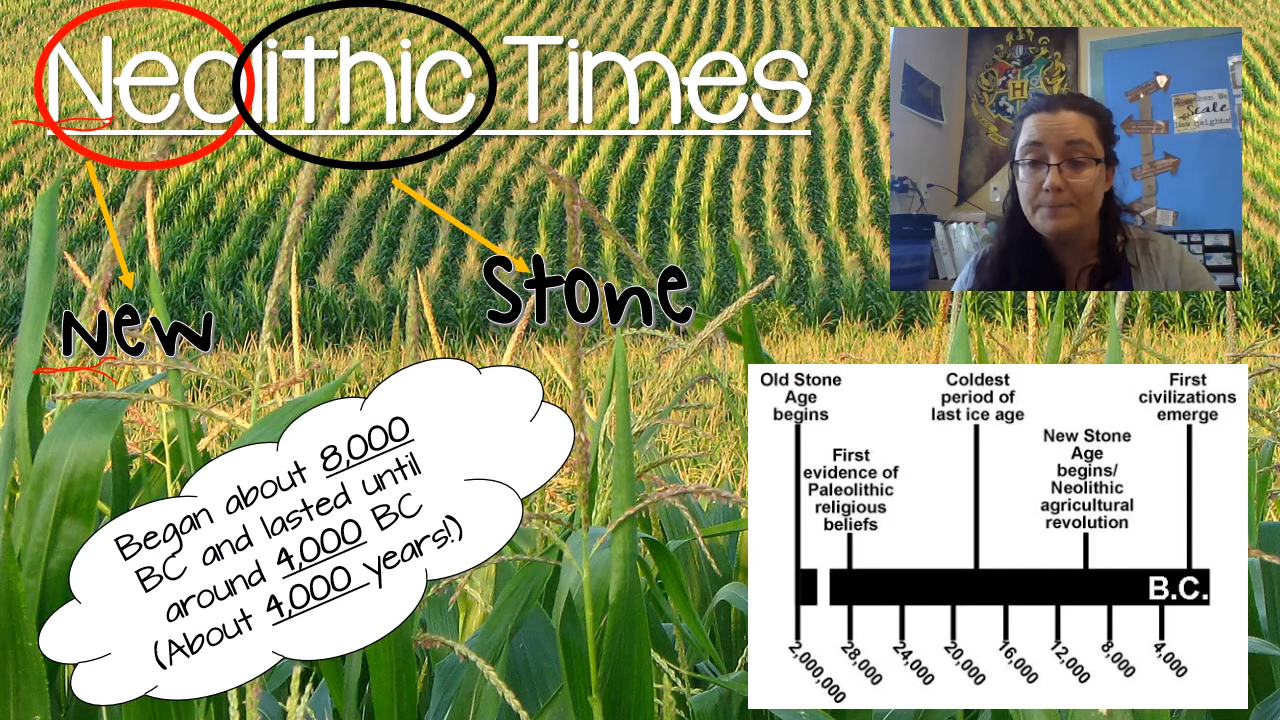 Neolithic Times
New
Stone
Began about 8,000
BC and lasted until
around 4,000 BC
(About 4,000 years!)
H
Scale
New Heights!
Old Stone
Age
begins
First
evidence of
Paleolithic
religious
beliefs
Coldest
period of
last ice age
New Stone
Age
begins/
Neolithic
agricultural
revolution
First
civilizations
emerge
B.C.
2,000,000
28,000
24,000
20,000
16,000
12,000
8,000
4,000